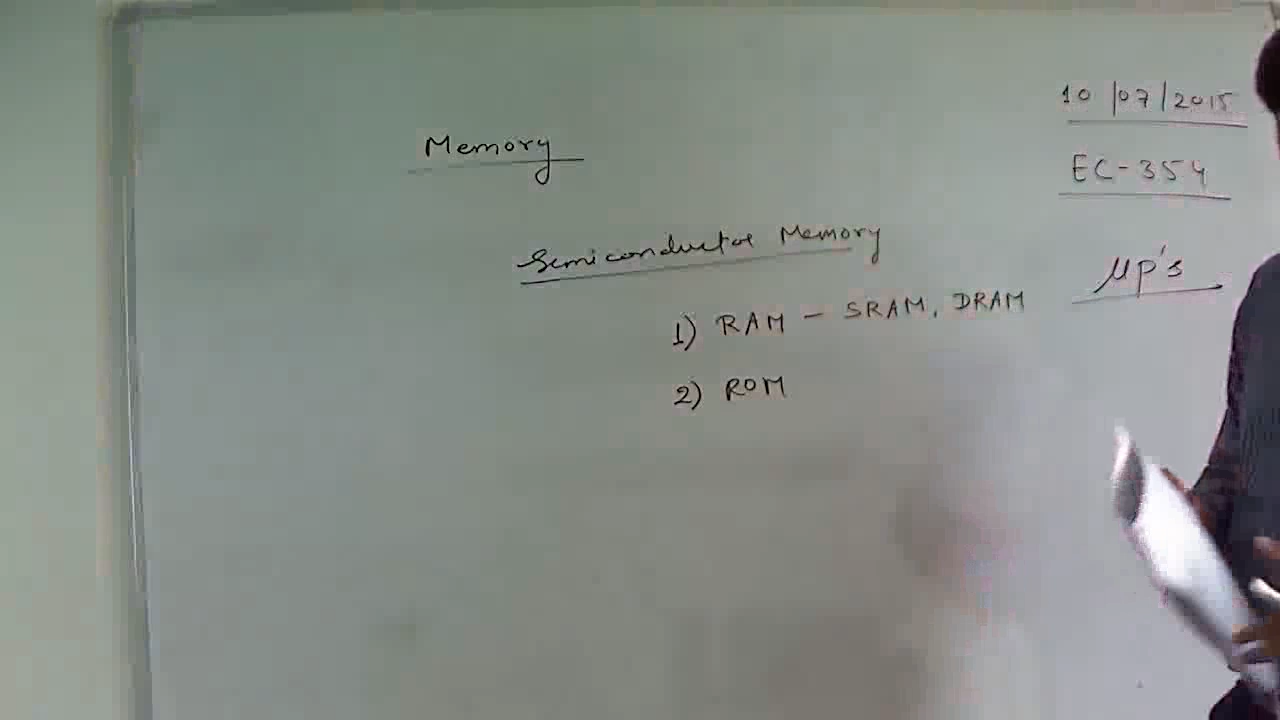 10/07/2015
Memory
EC-354
Semiconductor Memory
μp's
1) RAM - SRAM, DRAM
2) ROM